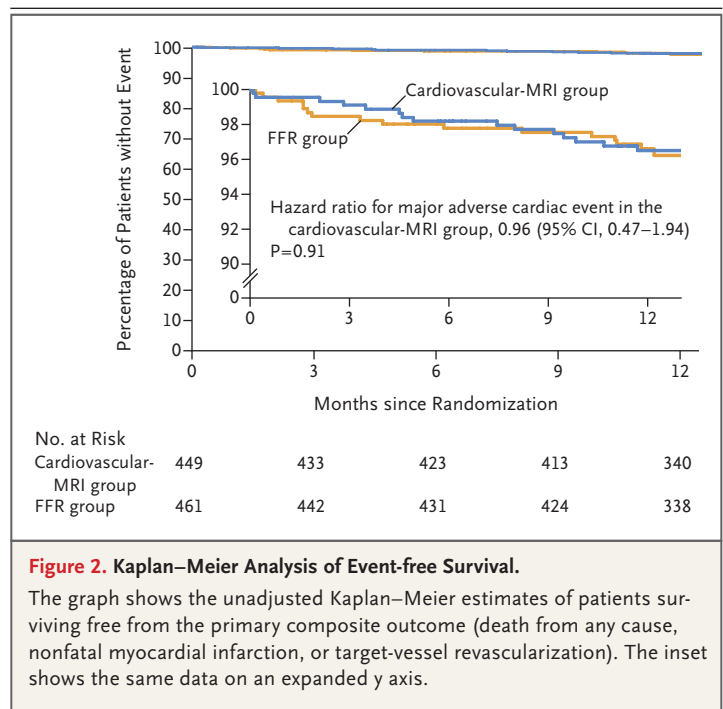 Percentage of Patients without Event
100
90
80
70
60
50
40
30
20
10
0
0 3 6 9 12
Months since Randomization
100
98
96
94
92
90
0
0 3 6 9 12
Cardiovascular-MRI group
FFR group
Hazard ratio for major adverse cardiac event in the
cardiovascular-MRI group, 0.96 (95% CI, 0.47–1.94)
P=0.91
No. at Risk
Cardiovascular-
MRI group
449 433 423 413 340
FFR group 461 442 431 424 338
Figure 2. Kaplan–Meier Analysis of Event-free Survival.
The graph shows the unadjusted Kaplan–Meier estimates of patients sur-
viving free from the primary composite outcome (death from any cause,
nonfatal myocardial infarction, or target-vessel revascularization). The inset
shows the same data on an expanded y axis.